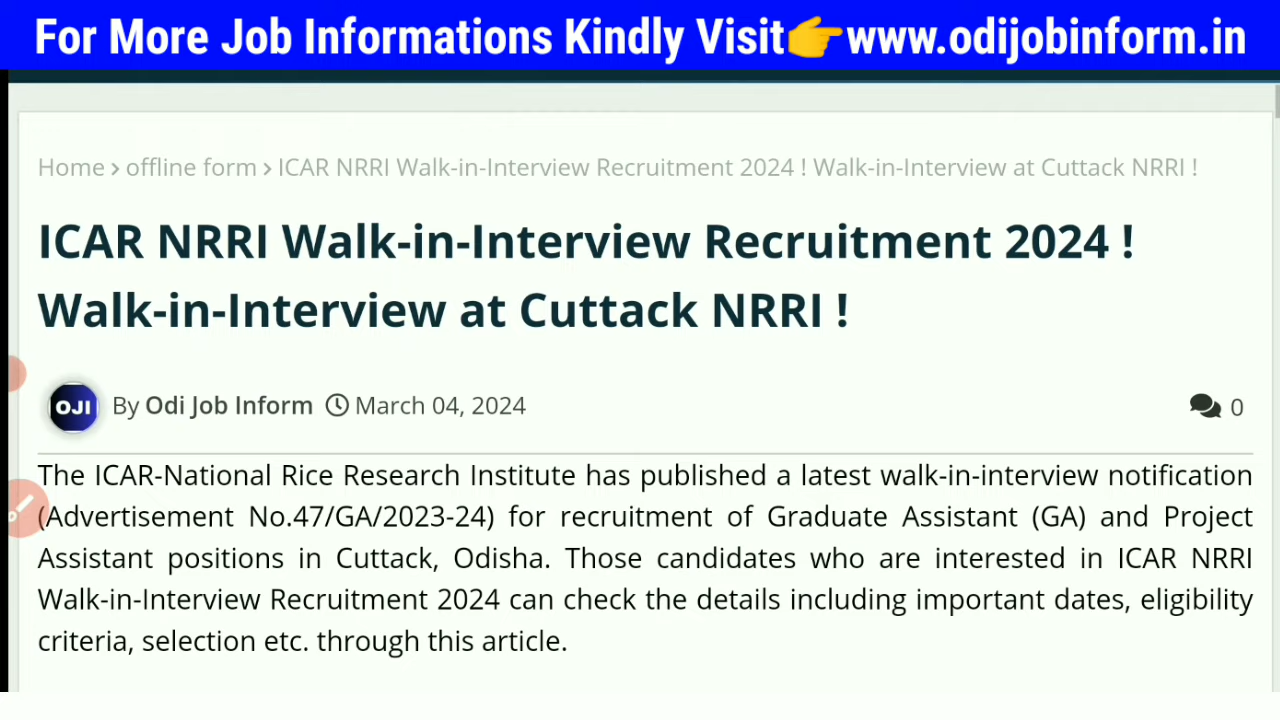 For More Job Informations Kindly Visit👉www.odijobinform.in
Home > offline form > ICAR NRRI Walk-in-Interview Recruitment 2024 ! Walk-in-Interview at Cuttack NRRI !
ICAR NRRI Walk-in-Interview Recruitment 2024 !
Walk-in-Interview at Cuttack NRRI !
OJI By Odi Job Inform March 04, 2024 0
The ICAR-National Rice Research Institute has published a latest walk-in-interview notification
(Advertisement No.47/GA/2023-24) for recruitment of Graduate Assistant (GA) and Project
Assistant positions in Cuttack, Odisha. Those candidates who are interested in ICAR NRRI
Walk-in-Interview Recruitment 2024 can check the details including important dates, eligibility
criteria, selection etc. through this article.